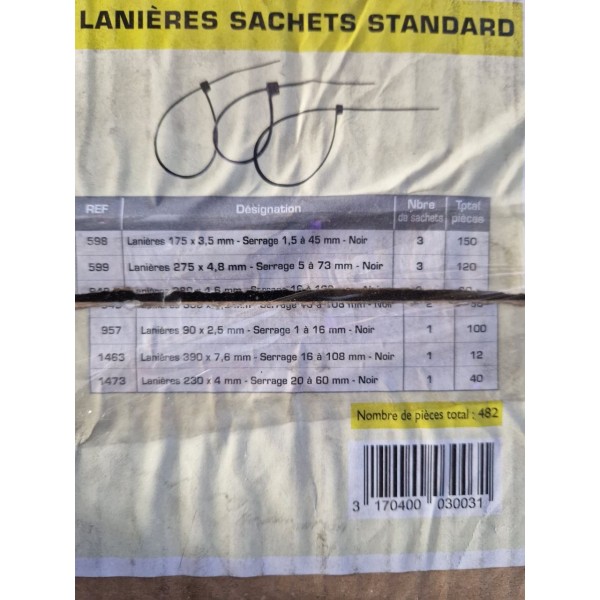 LANIÈRES SACHETS STANDARD
REF Désignation Nbre de sachets Total pièces
598 Lanières 175 x 3,5 mm - Serrage 1,5 à 45 mm - Noir 3 150
599 Lanières 275 x 4,8 mm - Serrage 5 à 73 mm - Noir 3 120
957 Lanières 90 x 2,5 mm - Serrage 1 à 16 mm - Noir 1 100
1463 Lanières 390 x 7,6 mm - Serrage 16 à 108 mm - Noir 1 12
1473 Lanières 230 x 4 mm - Serrage 20 à 60 mm - Noir 1 40
Nombre de pièces total : 482
3 170400 030031